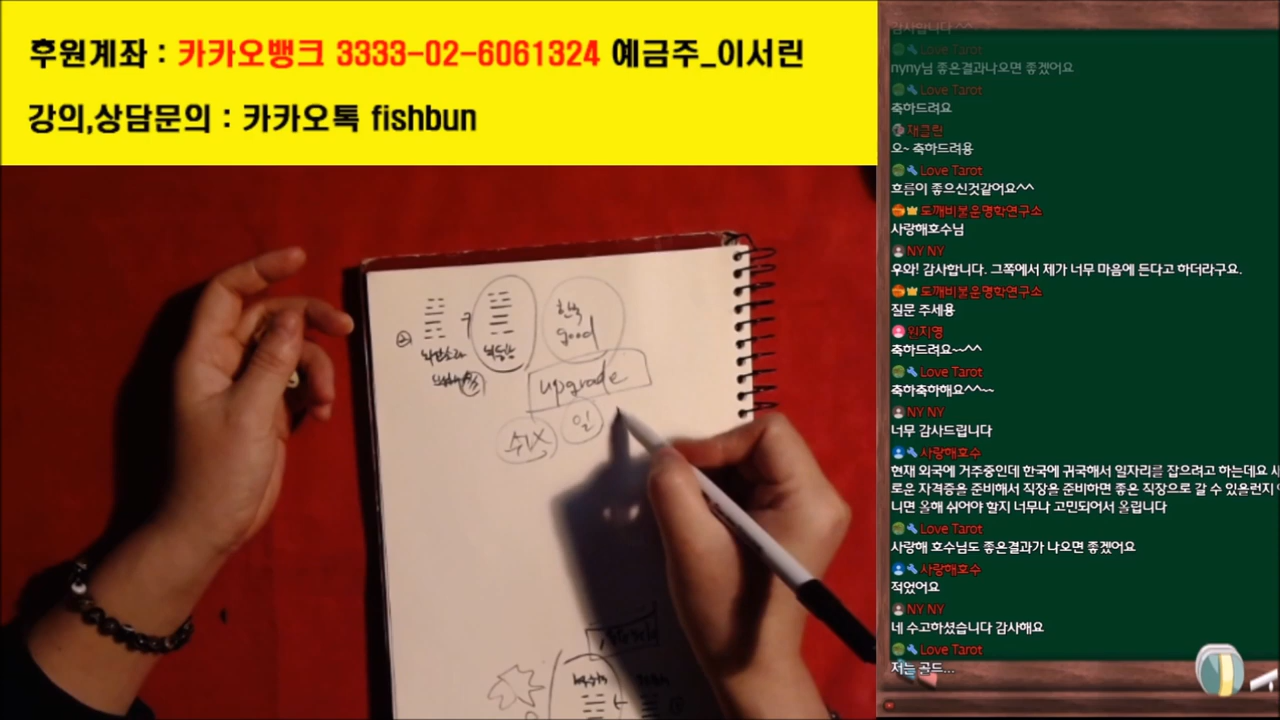 후원계좌 : 카카오뱅크 3333-02-6061324 예금주_이서린
강의,상담문의 : 카카오톡 fishbun
한국
good
upgrade
쉬지
일
감사합니다 ^^
Love Tarot
nyny님 좋은결과나오면 좋겠어요
Love Tarot
축하드려요
재클린
오~ 축하드려용
Love Tarot
흐름이 좋으신것같어요^^
도깨비불운명학연구소
사랑해호수님
NY NY
우와! 감사합니다. 그쪽에서 제가 너무 마음에 든다고 하더라구요.
도깨비불운명학연구소
질문 주세용
인지영
축하드려요~~^^
Love Tarot
축하축하해요^^~~
NY NY
너무 감사드립니다
사랑해호수
현재 외국에 거주중인데 한국에 귀국해서 일자리를 잡으려고 하는데요 새
로운 자격증을 준비해서 직장을 준비하면 좋은 직장으로 갈 수 있을런지
니면 올해 쉬어야 할지 너무나 고민되어서 올립니다
Love Tarot
사랑해 호수님도 좋은결과가 나오면 좋겠어요
사랑해호수
적었어요
NY NY
네 수고하셨습니다 감사해요
Love Tarot
저는 곤드...